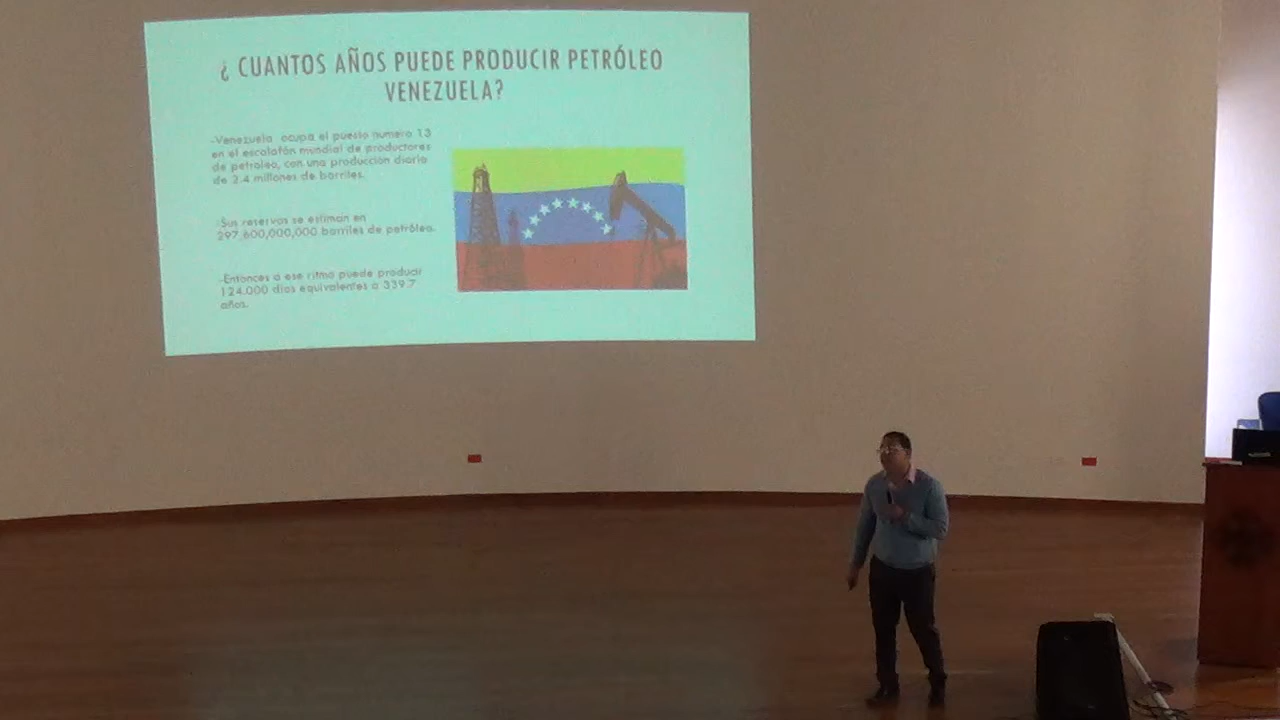 ¿ CUANTOS AÑOS PUEDE PRODUCIR PETRÓLEO
VENEZUELA?
-Venezuela ocupa el puesto numero 13
en el escalafón mundial de productores
de petroleo, con una producción diaria
de 2.4 millones de barriles.
-Sus reservas se estiman en
297,600,000,000 barriles de petróleo.
-Entonces a ese ritmo puede producir
124.000 dias equivalentes a 339.7
años.